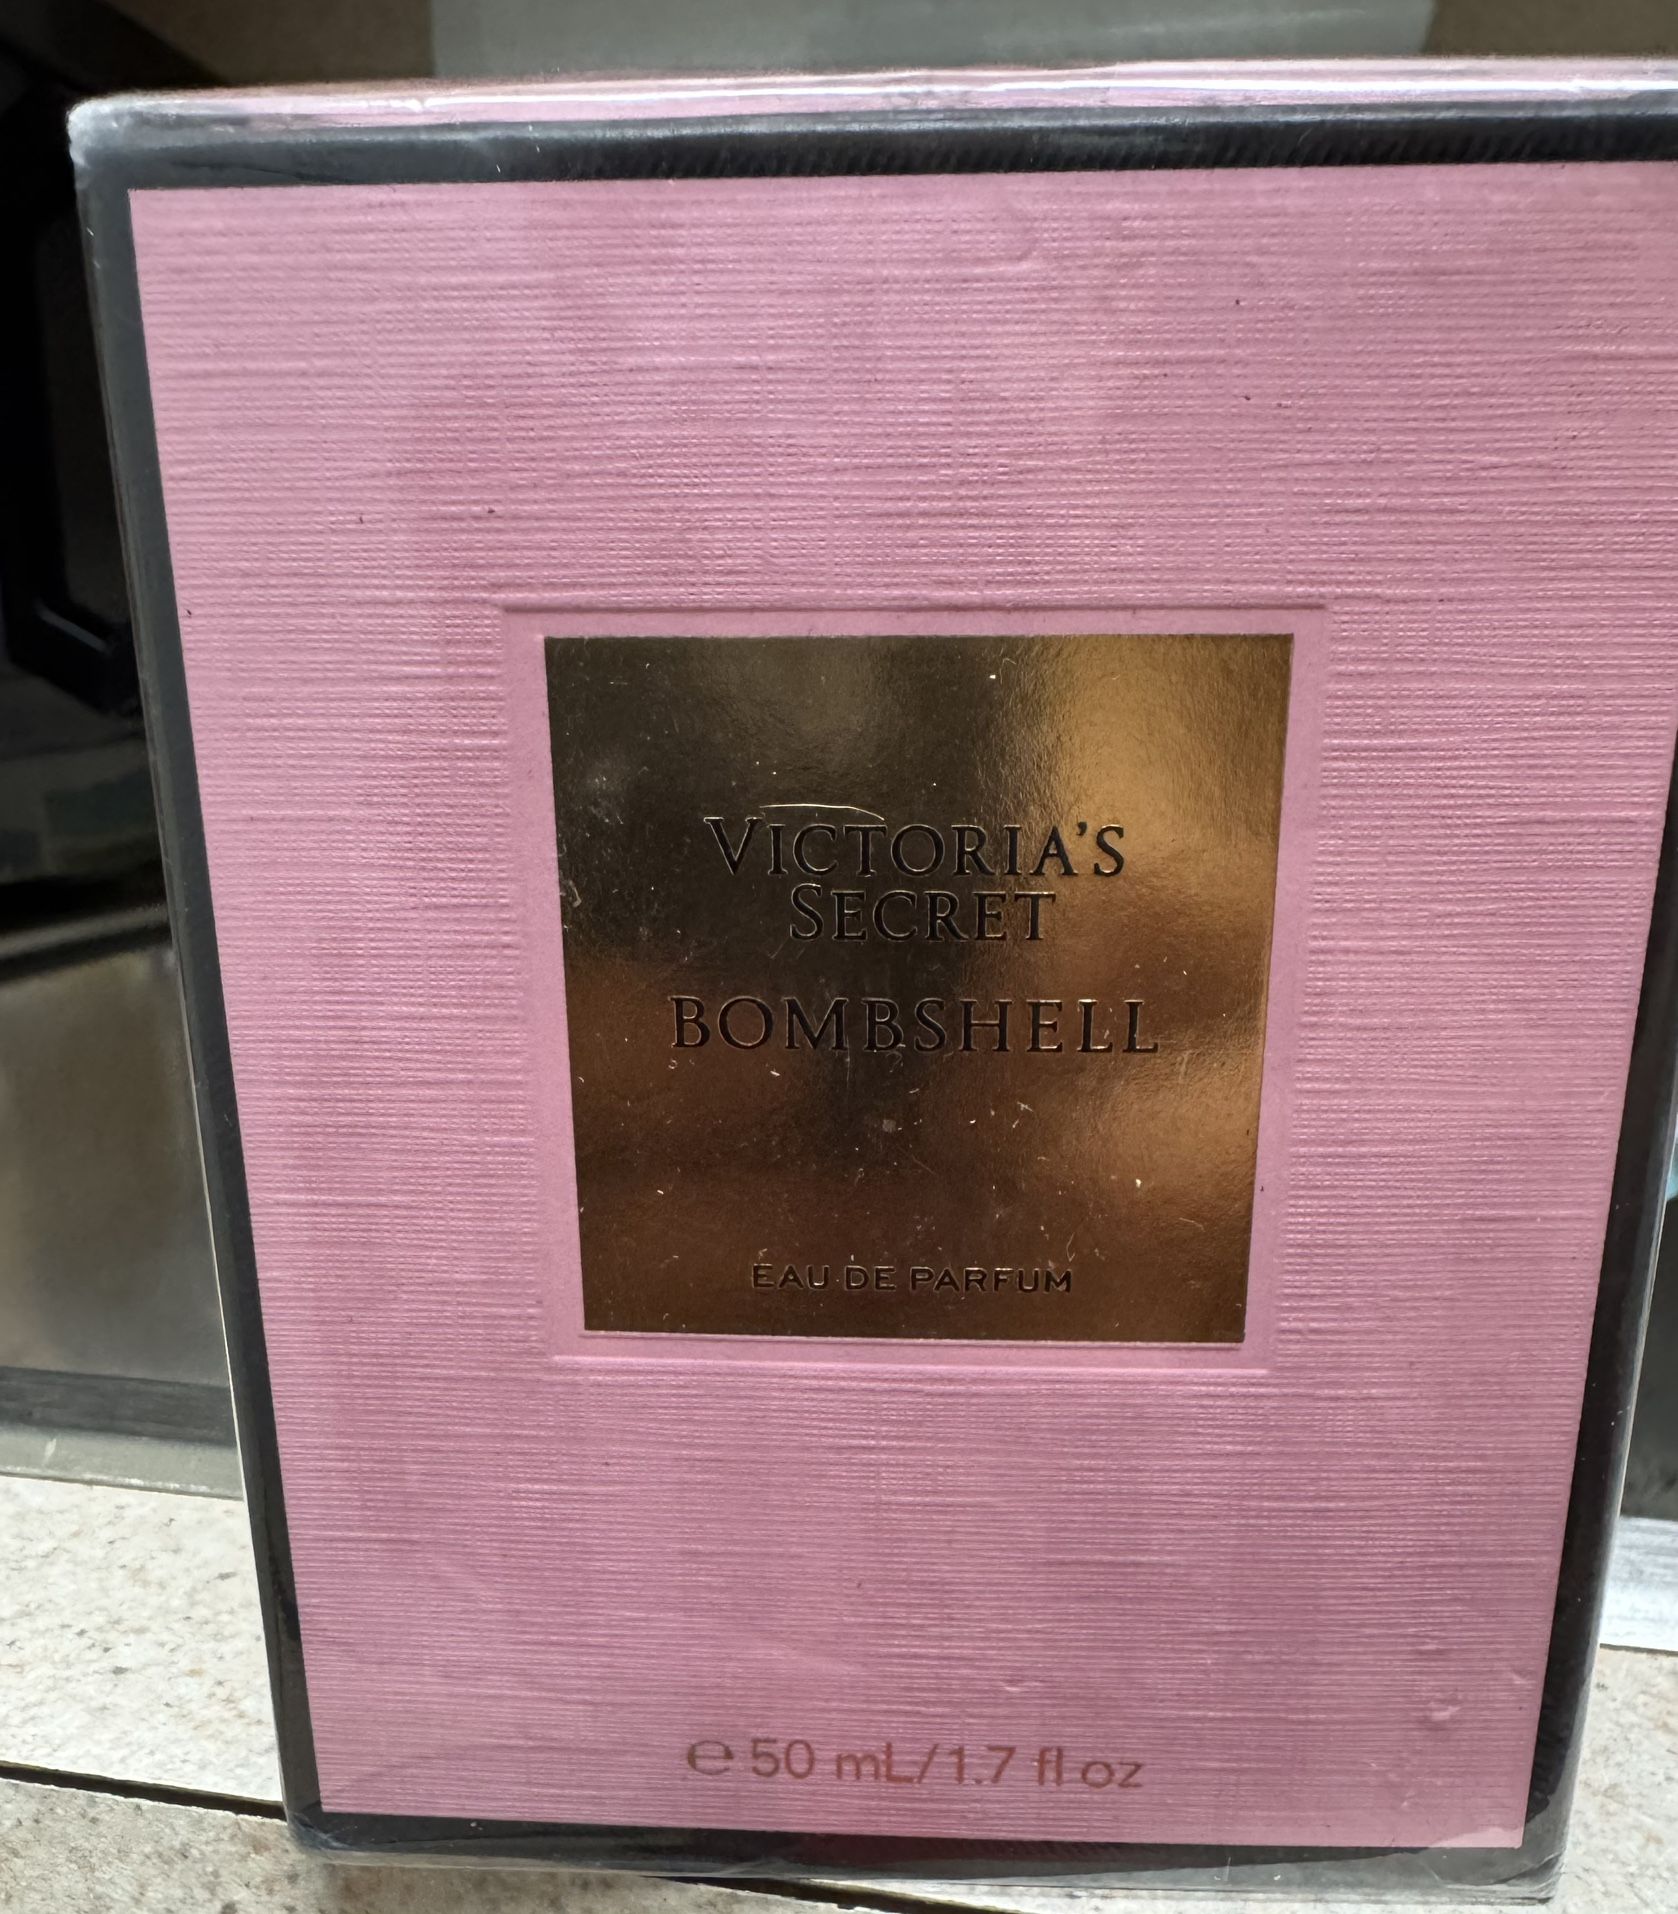 VICTORIA'S
SECRET
BOMBSHELL
EAU DE PARFUM
℮ 50 mL/1.7 fl oz